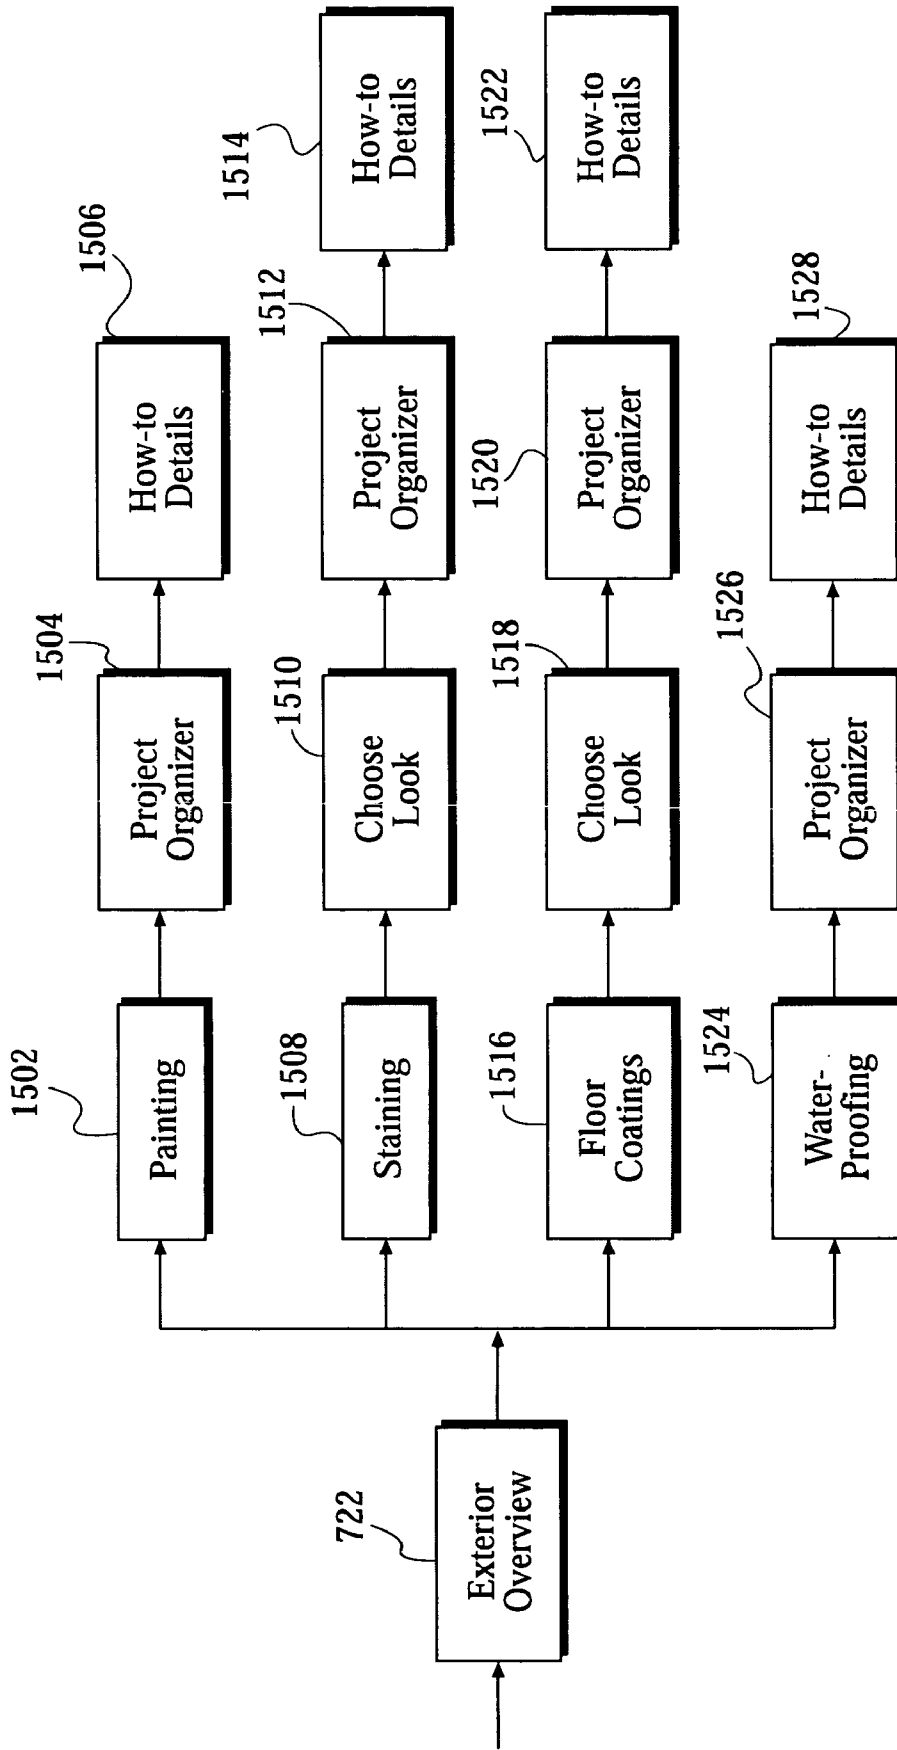 722
Exterior
Overview
1502
Painting
1504
Project
Organizer
1506
How-to
Details
1508
Staining
1510
Choose
Look
1512
Project
Organizer
1514
How-to
Details
1516
Floor
Coatings
1518
Choose
Look
1520
Project
Organizer
1522
How-to
Details
1524
Water-
Proofing
1526
Project
Organizer
1528
How-to
Details